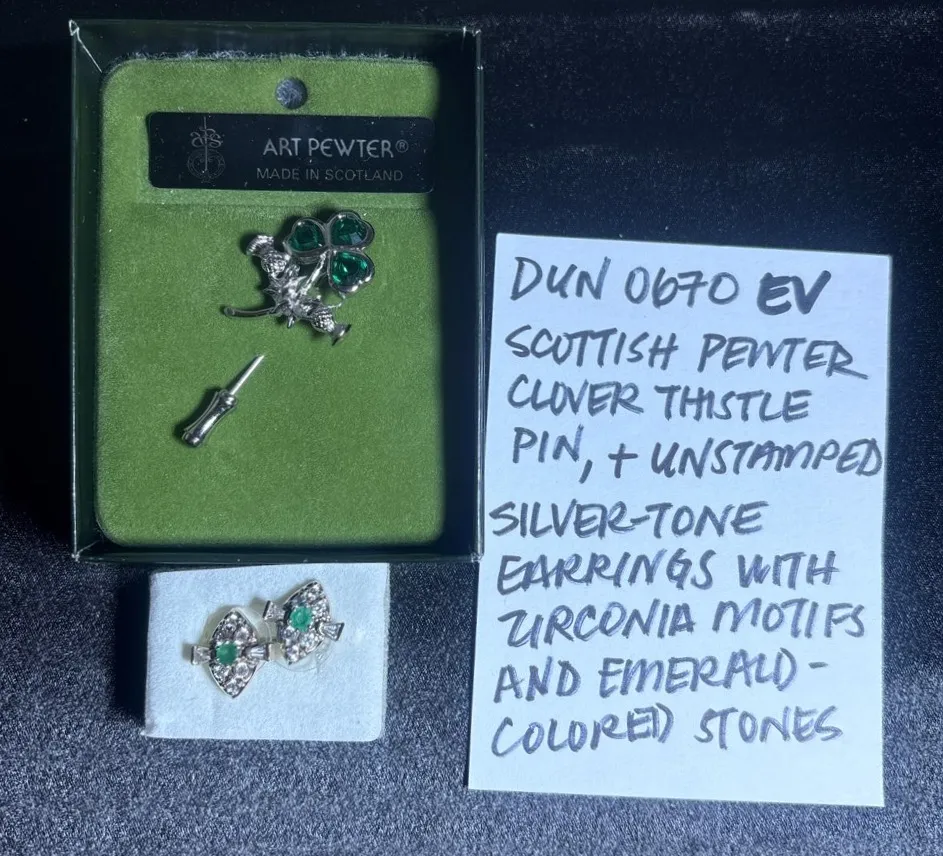 ART PEWTER®
MADE IN SCOTLAND
DUN 0670 EV
SCOTTISH PEWTER
CLOVER THISTLE
PIN, + UNSTAMPED
SILVER-TONE
EARRINGS WITH
ZIRCONIA MOTIFS
AND EMERALD-
COLORED STONES